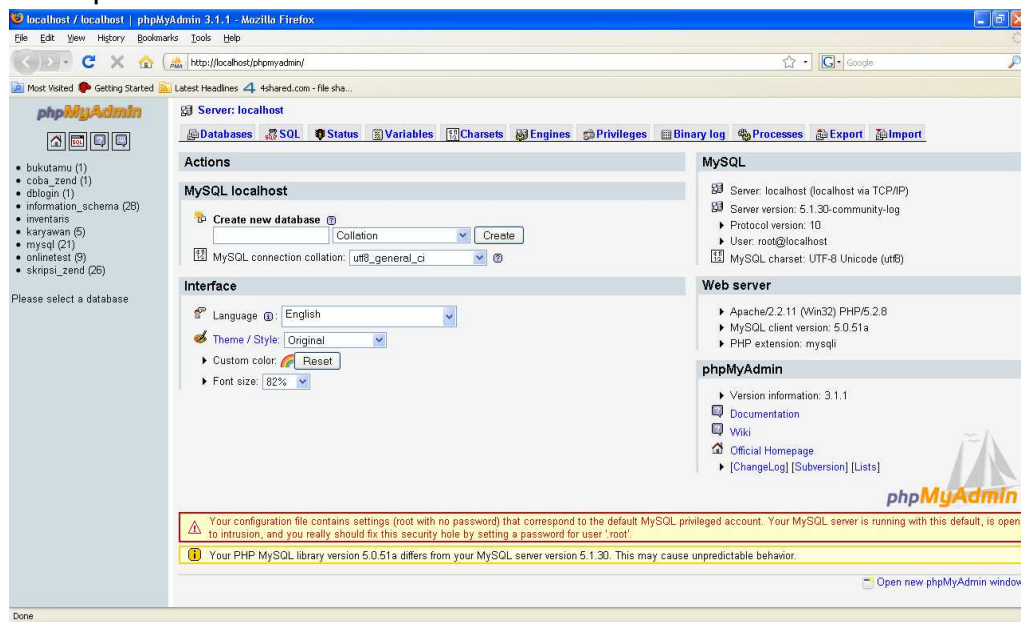 localhost / localhost | phpMyAdmin 3.1.1 - Mozilla Firefox
File Edit View History Bookmarks Tools Help
http://localhost/phpmyadmin/
Google
Most Visited Getting Started Latest Headlines 4shared.com - file sha...
phpMyAdmin
bukutamu (1)
coba_zend (1)
dblogin (1)
information_schema (28)
inventaris
karyawan (5)
mysql (21)
onlinetest (9)
skripsi_zend (26)
Please select a database
Server: localhost
Databases SQL Status Variables Charsets Engines Privileges Binary log Processes Export Import
Actions
MySQL localhost
Create new database
Collation Create
MySQL connection collation: utf8_general_ci
Interface
Language : English
Theme / Style: Original
Custom color: Reset
Font size: 82%
MySQL
Server: localhost (localhost via TCP/IP)
Server version: 5.1.30-community-log
Protocol version: 10
User: root@localhost
MySQL charset: UTF-8 Unicode (utf8)
Web server
Apache/2.2.11 (Win32) PHP/5.2.8
MySQL client version: 5.0.51a
PHP extension: mysqli
phpMyAdmin
Version information: 3.1.1
Documentation
Wiki
Official Homepage
[ChangeLog] [Subversion] [Lists]
phpMyAdmin
Your configuration file contains settings (root with no password) that correspond to the default MySQL privileged account. Your MySQL server is running with this default, is open
to intrusion, and you really should fix this security hole by setting a password for user 'root'.
Your PHP MySQL library version 5.0.51a differs from your MySQL server version 5.1.30. This may cause unpredictable behavior.
Open new phpMyAdmin window
Done